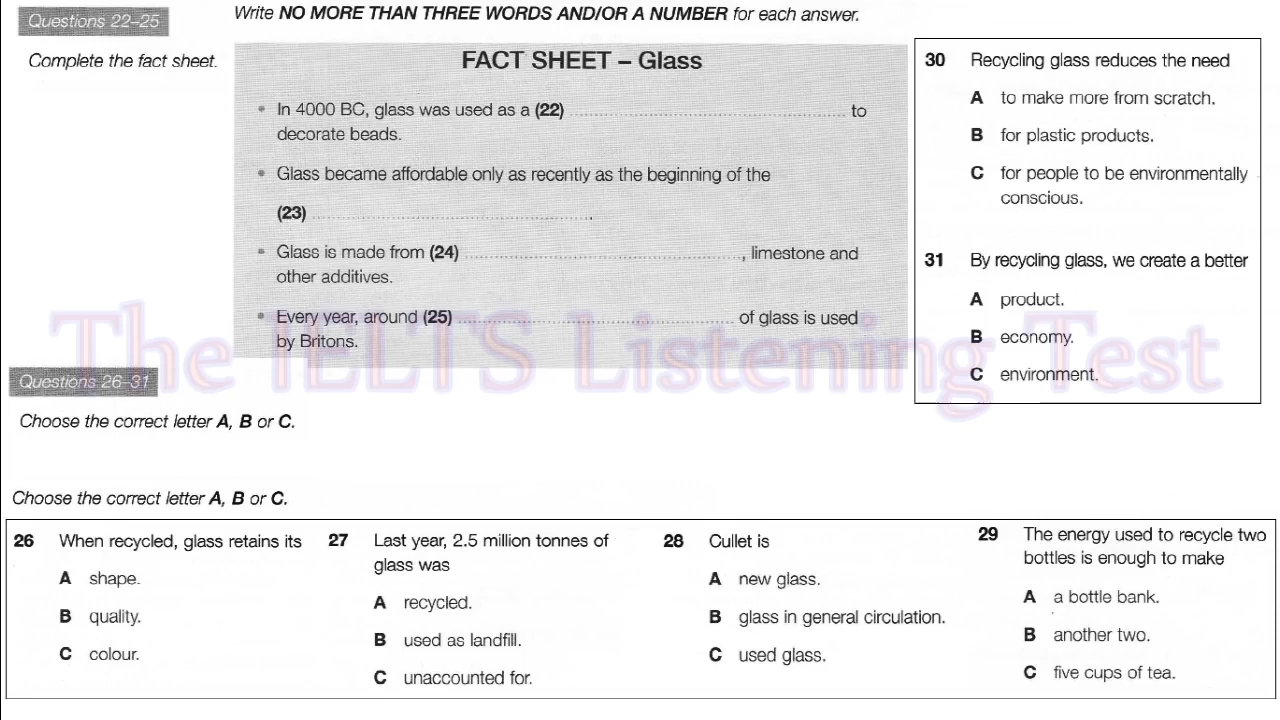 Questions 22–25
Write NO MORE THAN THREE WORDS AND/OR A NUMBER for each answer.
Complete the fact sheet.
FACT SHEET – Glass
• In 4000 BC, glass was used as a (22) ........................ to
decorate beads.
• Glass became affordable only as recently as the beginning of the
(23) ........................ .
• Glass is made from (24) ........................ , limestone and
other additives.
• Every year, around (25) ........................ of glass is used
by Britons.
30 Recycling glass reduces the need
A to make more from scratch.
B for plastic products.
C for people to be environmentally
conscious.
31 By recycling glass, we create a better
A product.
B economy.
C environment.
The IELTS Listening Test
Questions 26–31
Choose the correct letter A, B or C.
Choose the correct letter A, B or C.
26 When recycled, glass retains its
A shape.
B quality.
C colour.
27 Last year, 2.5 million tonnes of
glass was
A recycled.
B used as landfill.
C unaccounted for.
28 Cullet is
A new glass.
B glass in general circulation.
C used glass.
29 The energy used to recycle two
bottles is enough to make
A a bottle bank.
B another two.
C five cups of tea.